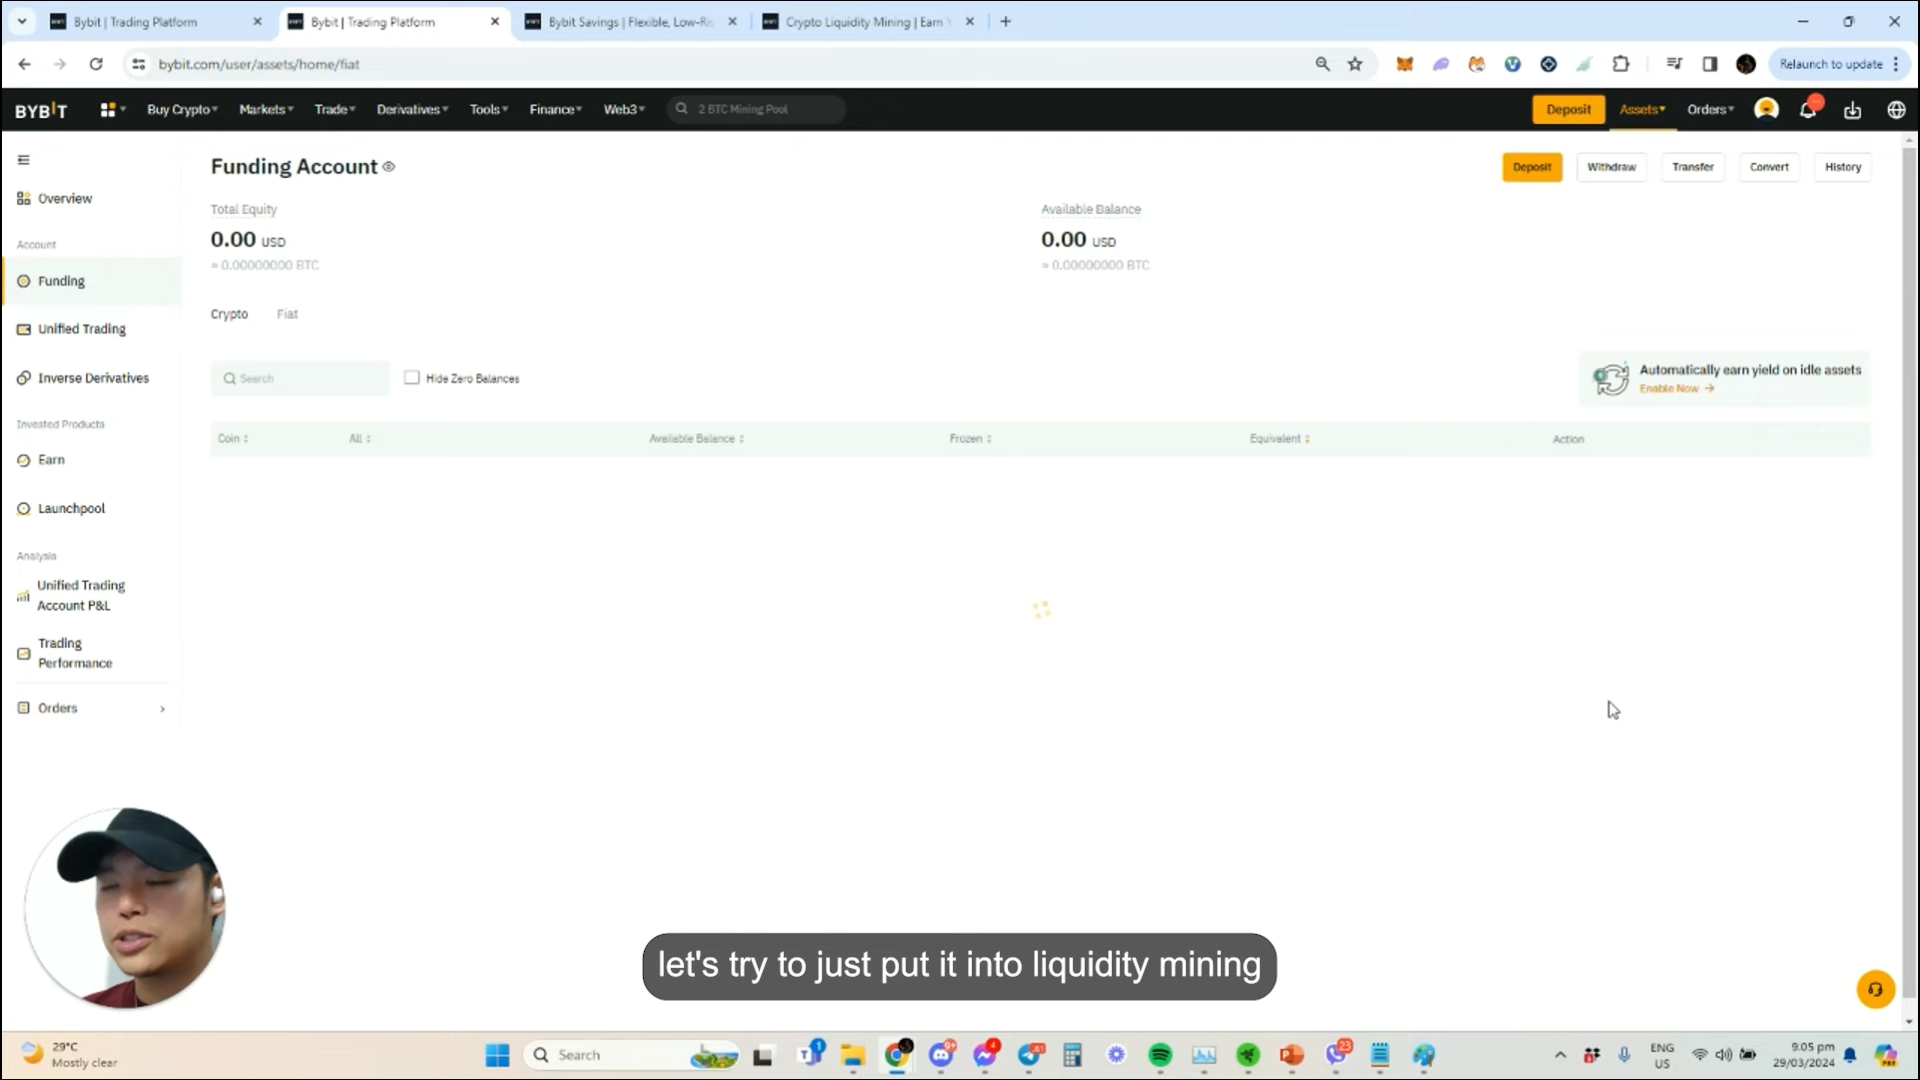 Bybit | Trading Platform
Bybit | Trading Platform
Bybit Savings | Flexible, Low-Ris
Crypto Liquidity Mining | Earn
bybit.com/user/assets/home/fiat
Relaunch to update
BYBIT
Buy Crypto
Markets
Trade
Derivatives
Tools
Finance
Web3
2 BTC Mining Pool
Deposit
Assets
Orders
Overview
Account
Funding
Unified Trading
Inverse Derivatives
Invested Products
Earn
Launchpool
Analysis
Unified Trading
Account P&L
Trading
Performance
Orders
Funding Account
Deposit
Withdraw
Transfer
Convert
History
Total Equity
0.00 USD
≈ 0.00000000 BTC
Available Balance
0.00 USD
≈ 0.00000000 BTC
Crypto
Fiat
Search
Hide Zero Balances
Automatically earn yield on idle assets
Enable Now →
Coin
All
Available Balance
Frozen
Equivalent
Action
let's try to just put it into liquidity mining
29°C
Mostly clear
Search
ENG
US
9:05 pm
29/03/2024